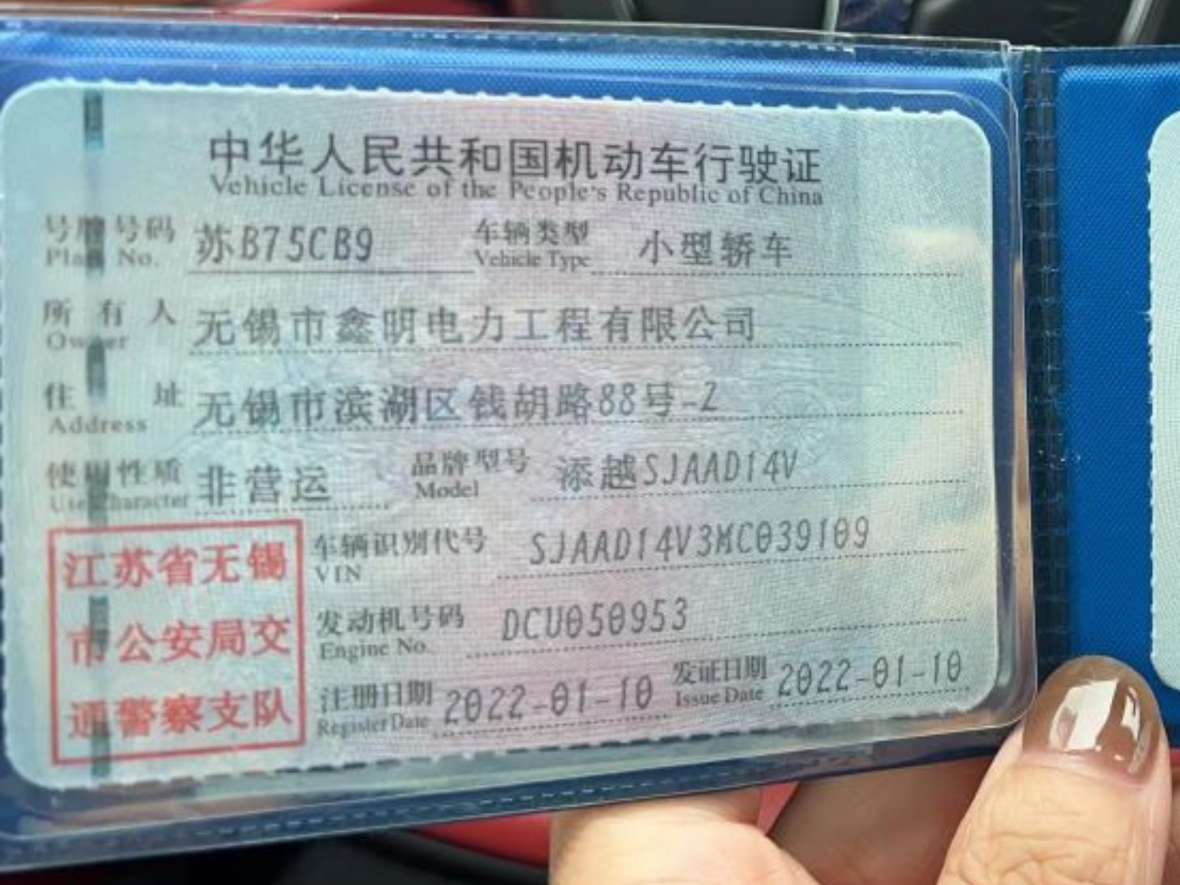 中华人民共和国机动车行驶证
Vehicle License of the People's Republic of China
号牌号码 苏B75CB9 车辆类型 小型轿车
Plate No. Vehicle Type
所有人 无锡市鑫明电力工程有限公司
Owner
住址 无锡市滨湖区钱胡路88号-2
Address
使用性质 非营运 品牌型号 添越SJAAD14V
Use Character Model
江苏省无锡
市公安局交
通警察支队
车辆识别代号 SJAAD14V3MC039109
VIN
发动机号码 DCU050953
Engine No.
注册日期 2022-01-10 发证日期 2022-01-10
Register Date Issue Date